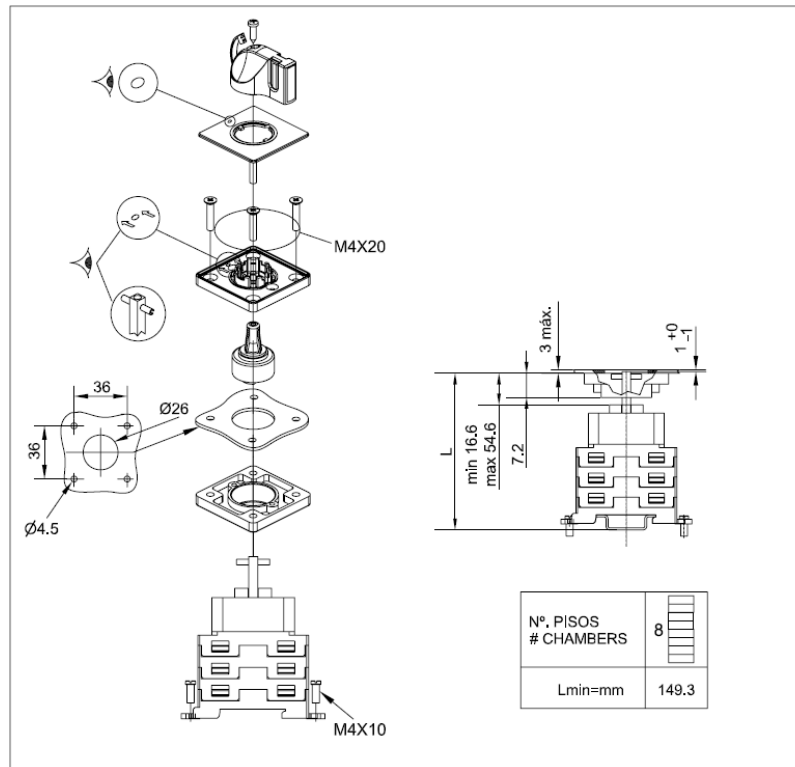 M4X20
36
Ø26
36
Ø4.5
M4X10
3 máx.
+0
1 -1
L
min 16.6
max 54.6
7.2
Nº. PISOS
# CHAMBERS
8
Lmin=mm
149.3